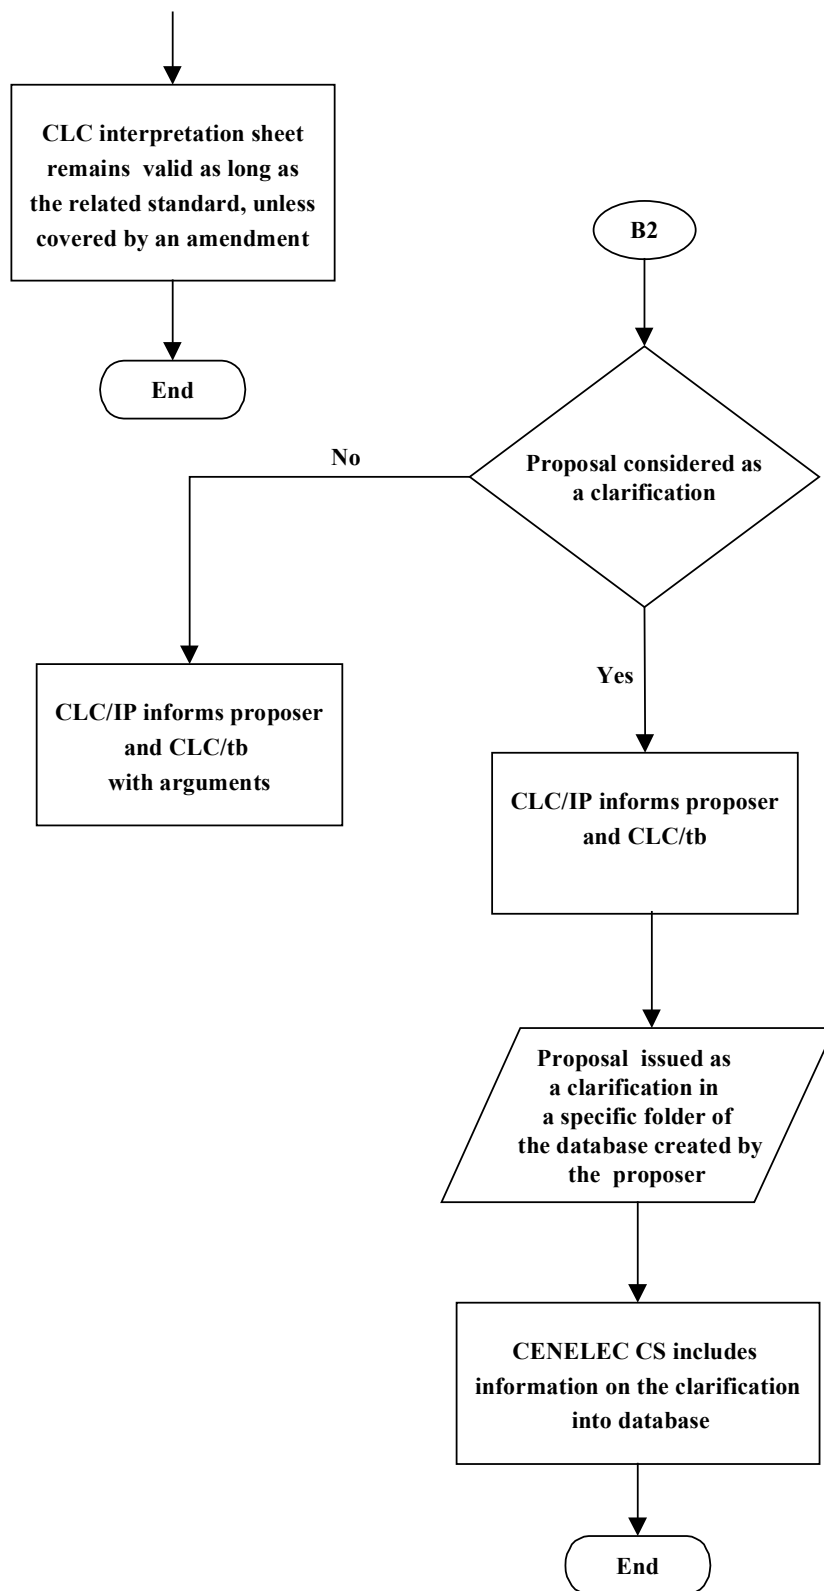 CLC interpretation sheet
remains valid as long as
the related standard, unless
covered by an amendment
End
B2
Proposal considered as
a clarification
No
Yes
CLC/IP informs proposer
and CLC/tb
with arguments
CLC/IP informs proposer
and CLC/tb
Proposal issued as
a clarification in
a specific folder of
the database created by
the proposer
CENELEC CS includes
information on the clarification
into database
End